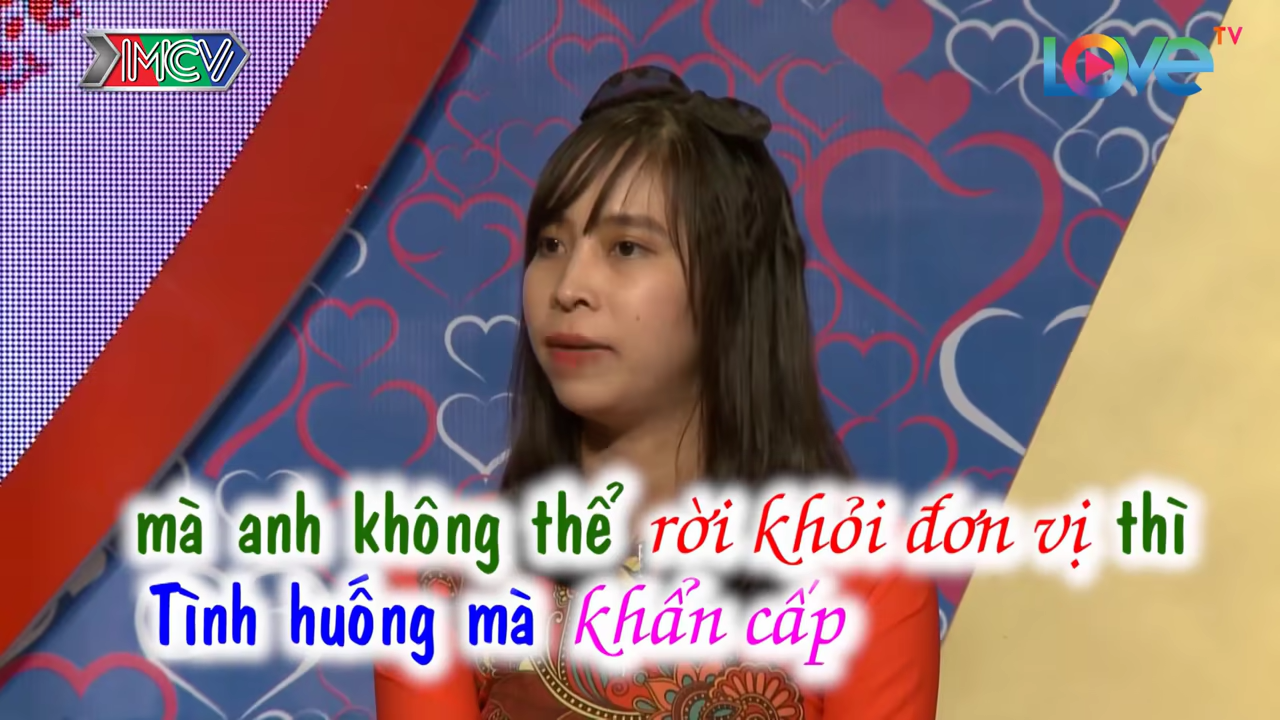 MCV
LOVE TV
mà anh không thể rời khỏi đơn vị thì
Tình huống mà khẩn cấp